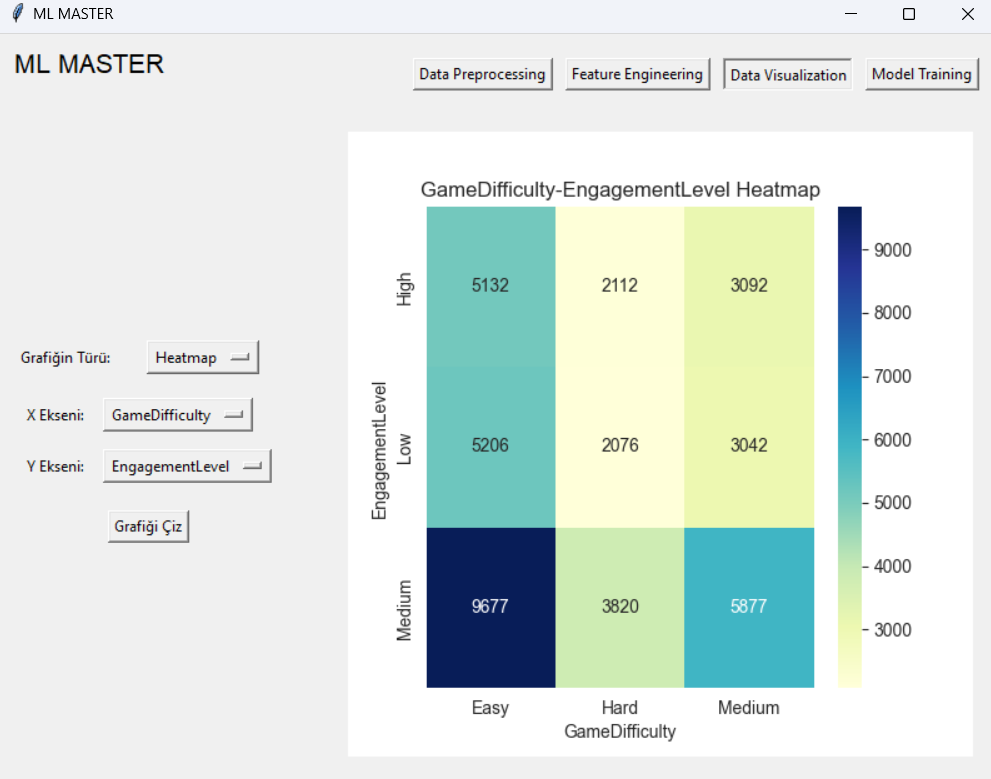 ML MASTER
ML MASTER
Data Preprocessing
Feature Engineering
Data Visualization
Model Training
Grafiğin Türü:
Heatmap
X Ekseni:
GameDifficulty
Y Ekseni:
EngagementLevel
Grafiği Çiz
GameDifficulty-EngagementLevel Heatmap
EngagementLevel
High
5132 2112 3092
Low
5206 2076 3042
Medium
9677 3820 5877
Easy Hard Medium
GameDifficulty
9000
8000
7000
6000
5000
4000
3000